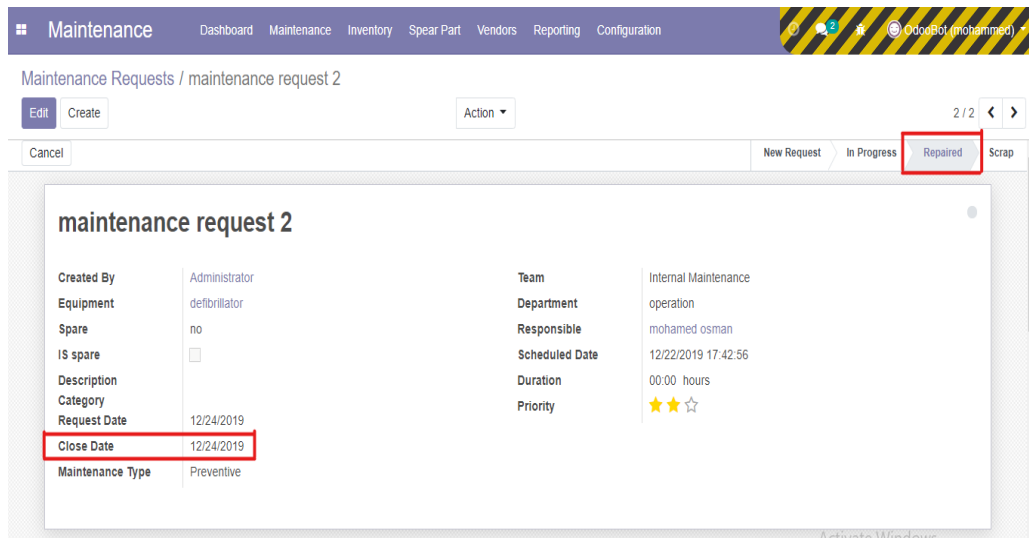 Maintenance Dashboard Maintenance Inventory Spear Part Vendors Reporting Configuration 2 OdooBot (mohammed)
Maintenance Requests / maintenance request 2
Edit Create Action 2 / 2
Cancel New Request In Progress Repaired Scrap
maintenance request 2
Created By Administrator Team Internal Maintenance
Equipment defibrillator Department operation
Spare no Responsible mohamed osman
IS spare Scheduled Date 12/22/2019 17:42:56
Description Duration 00:00 hours
Category Priority
Request Date 12/24/2019
Close Date 12/24/2019
Maintenance Type Preventive
Activate Windows